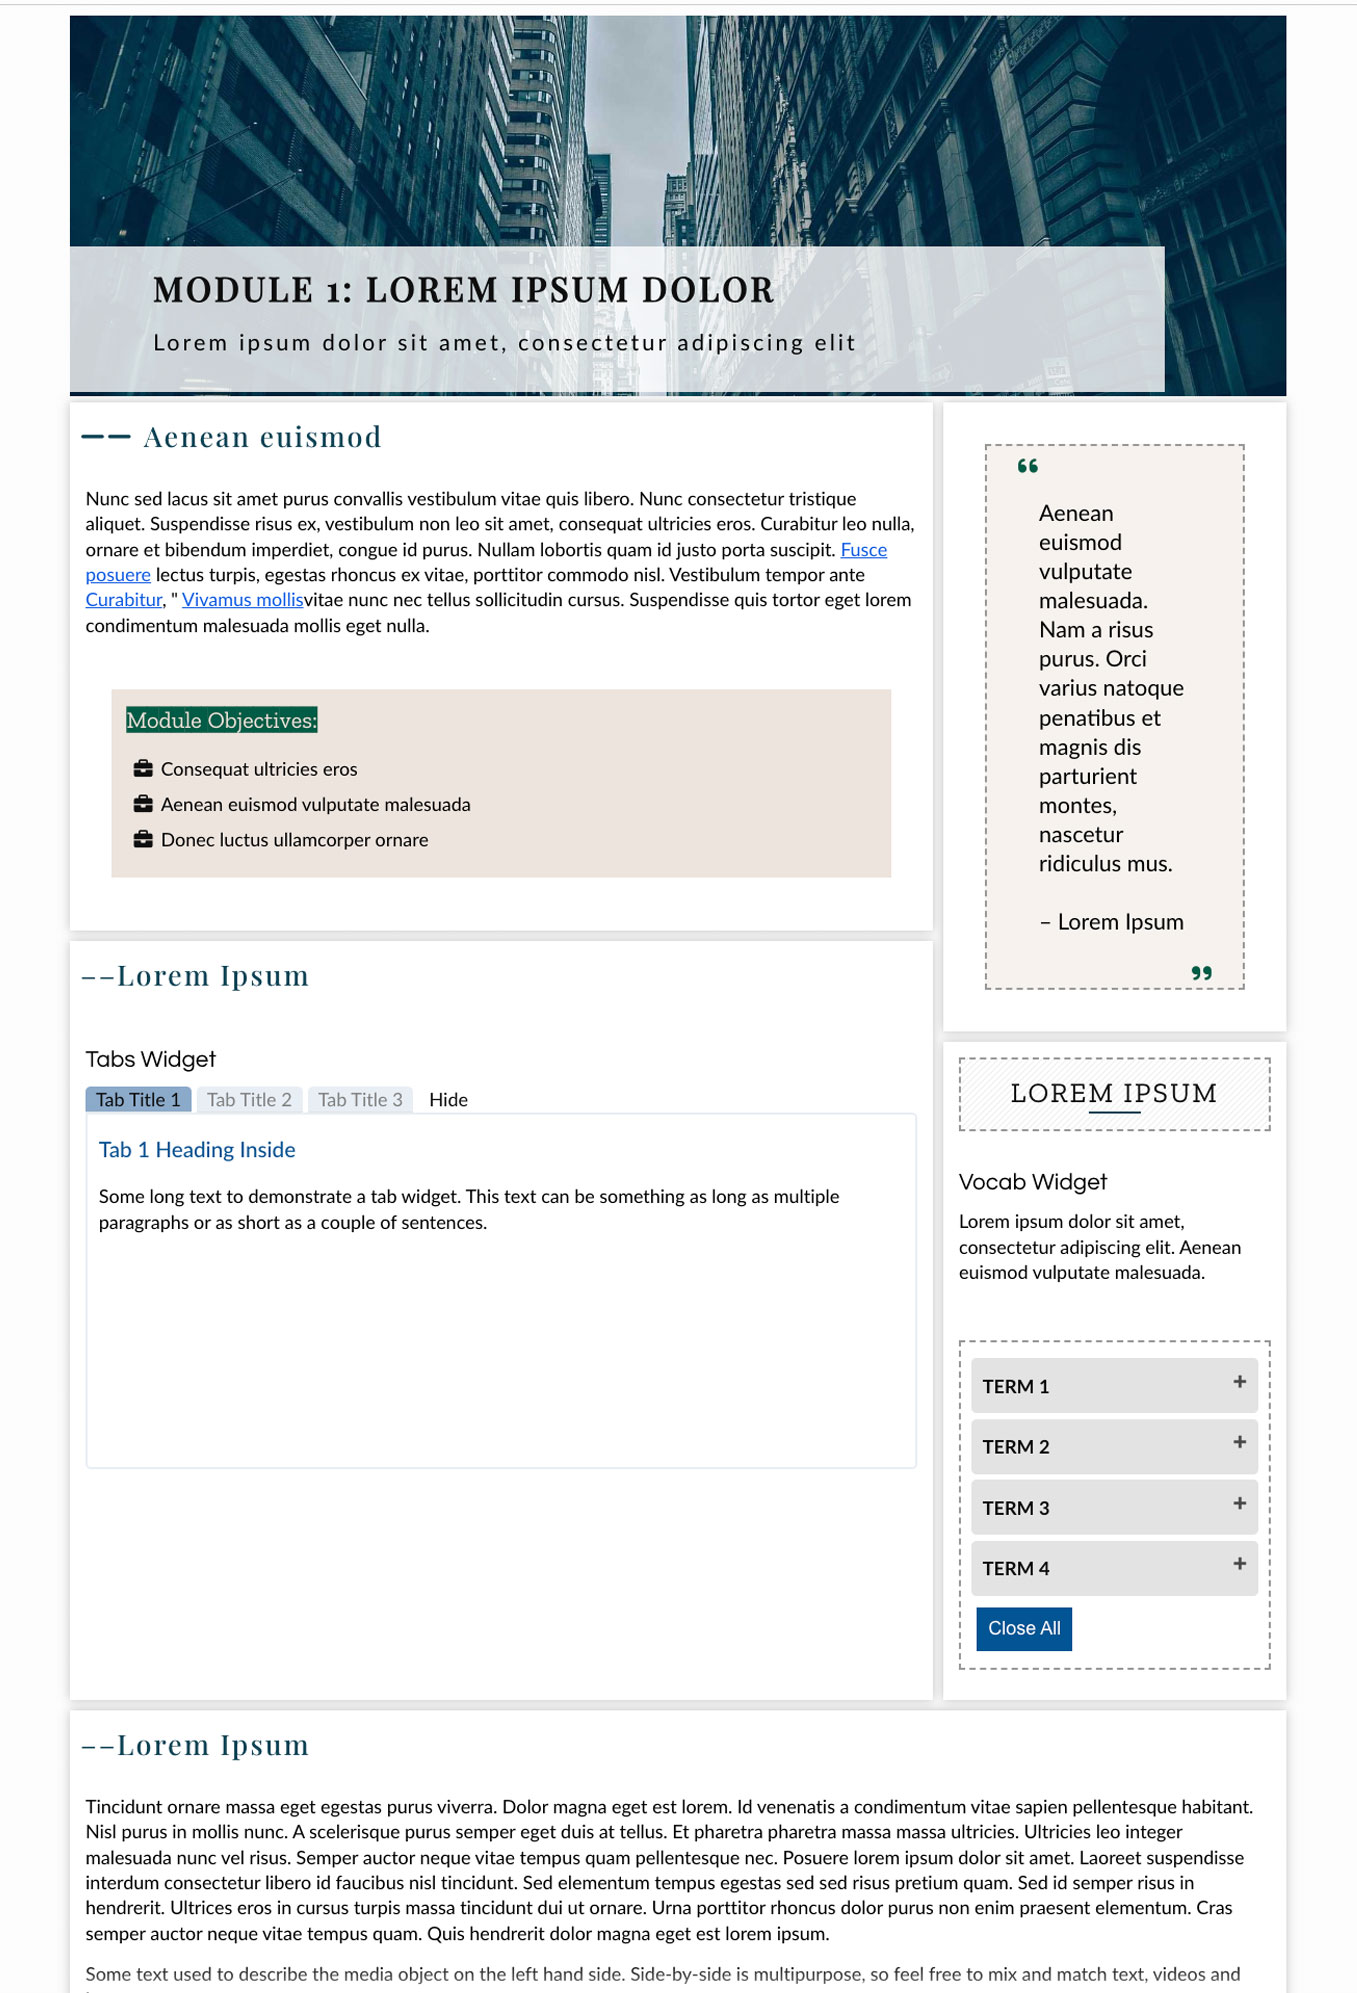 MODULE 1: LOREM IPSUM DOLOR
Lorem ipsum dolor sit amet, consectetur adipiscing elit
–– Aenean euismod
Nunc sed lacus sit amet purus convallis vestibulum vitae quis libero. Nunc consectetur tristique
aliquet. Suspendisse risus ex, vestibulum non leo sit amet, consequat ultricies eros. Curabitur leo nulla,
ornare et bibendum imperdiet, congue id purus. Nullam lobortis quam id justo porta suscipit. Fusce
posuere lectus turpis, egestas rhoncus ex vitae, porttitor commodo nisl. Vestibulum tempor ante
Curabitur, " Vivamus mollisvitae nunc nec tellus sollicitudin cursus. Suspendisse quis tortor eget lorem
condimentum malesuada mollis eget nulla.
Module Objectives:
Consequat ultricies eros
Aenean euismod vulputate malesuada
Donec luctus ullamcorper ornare
“
Aenean
euismod
vulputate
malesuada.
Nam a risus
purus. Orci
varius natoque
penatibus et
magnis dis
parturient
montes,
nascetur
ridiculus mus.
– Lorem Ipsum
”
––Lorem Ipsum
Tabs Widget
Tab Title 1 Tab Title 2 Tab Title 3 Hide
Tab 1 Heading Inside
Some long text to demonstrate a tab widget. This text can be something as long as multiple
paragraphs or as short as a couple of sentences.
LOREM IPSUM
Vocab Widget
Lorem ipsum dolor sit amet,
consectetur adipiscing elit. Aenean
euismod vulputate malesuada.
TERM 1 +
TERM 2 +
TERM 3 +
TERM 4 +
Close All
––Lorem Ipsum
Tincidunt ornare massa eget egestas purus viverra. Dolor magna eget est lorem. Id venenatis a condimentum vitae sapien pellentesque habitant.
Nisl purus in mollis nunc. A scelerisque purus semper eget duis at tellus. Et pharetra pharetra massa massa ultricies. Ultricies leo integer
malesuada nunc vel risus. Semper auctor neque vitae tempus quam pellentesque nec. Posuere lorem ipsum dolor sit amet. Laoreet suspendisse
interdum consectetur libero id faucibus nisl tincidunt. Sed elementum tempus egestas sed sed risus pretium quam. Sed id semper risus in
hendrerit. Ultrices eros in cursus turpis massa tincidunt dui ut ornare. Urna porttitor rhoncus dolor purus non enim praesent elementum. Cras
semper auctor neque vitae tempus quam. Quis hendrerit dolor magna eget est lorem ipsum.
Some text used to describe the media object on the left hand side. Side-by-side is multipurpose, so feel free to mix and match text, videos and